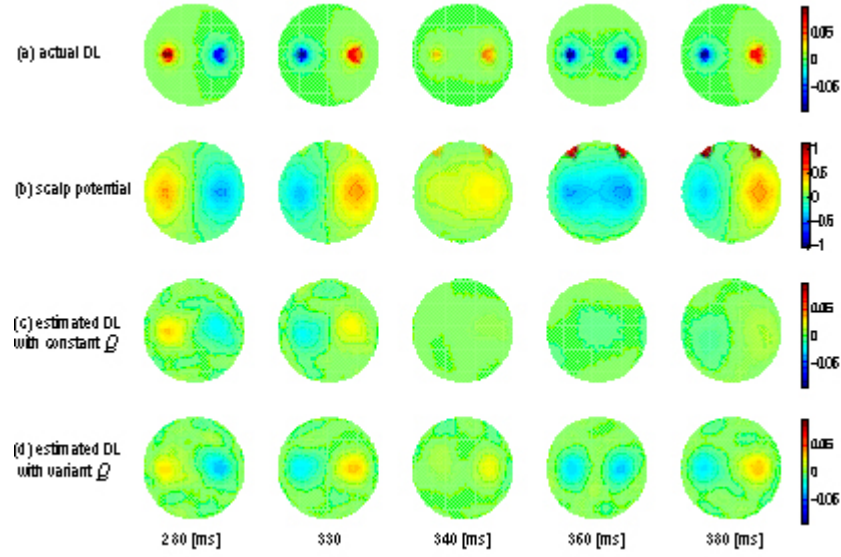 (a) actual DL
0.05
0
-0.05
(b) scalp potential
1
0.5
0
-0.5
-1
(c) estimated DL
with constant Q
0.05
0
-0.05
(d) estimated DL
with variant Q
0.05
0
-0.05
280 [ms] 330 340 [ms] 360 [ms] 380 [ms]